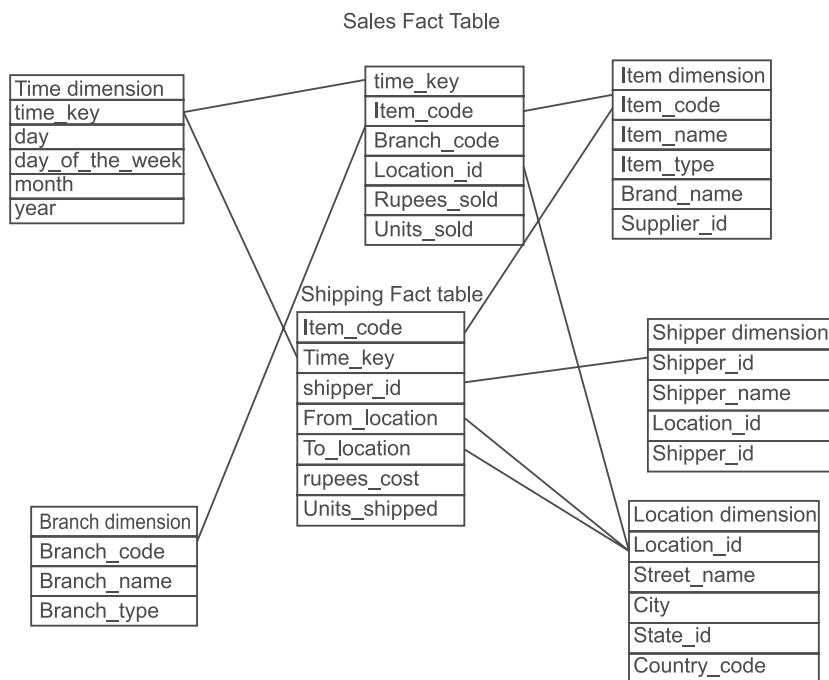 Sales Fact Table
Time dimension
time_key
day
day_of_the_week
month
year
time_key
Item_code
Branch_code
Location_id
Rupees_sold
Units_sold
Item dimension
Item_code
Item_name
Item_type
Brand_name
Supplier_id
Shipping Fact table
Item_code
Time_key
shipper_id
From_location
To_location
rupees_cost
Units_shipped
Shipper dimension
Shipper_id
Shipper_name
Location_id
Shipper_id
Branch dimension
Branch_code
Branch_name
Branch_type
Location dimension
Location_id
Street_name
City
State_id
Country_code